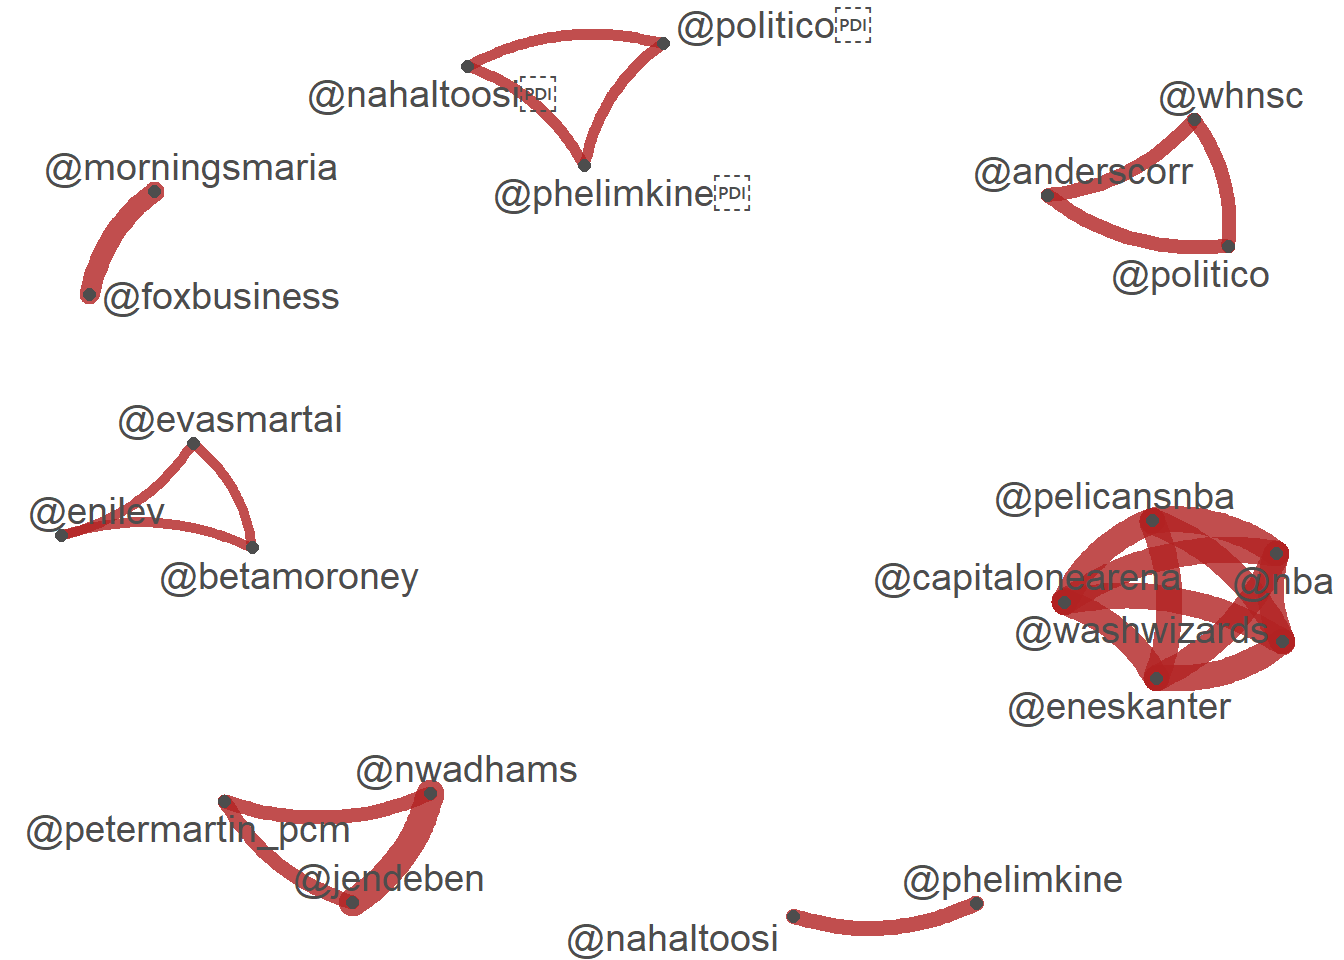 @politicoPDI
@nahaltoosiPDI
@whnsc
@morningsmaria
@anderscorr
@phelimkinePDI
@politico
@foxbusiness
@evasmartai
@pelicansnba
@enilev
@betamoroney
@capitalonearena
@nba
@washwizards
@eneskanter
@nwadhams
@petermartin_pcm
@jendeben
@phelimkine
@nahaltoosi